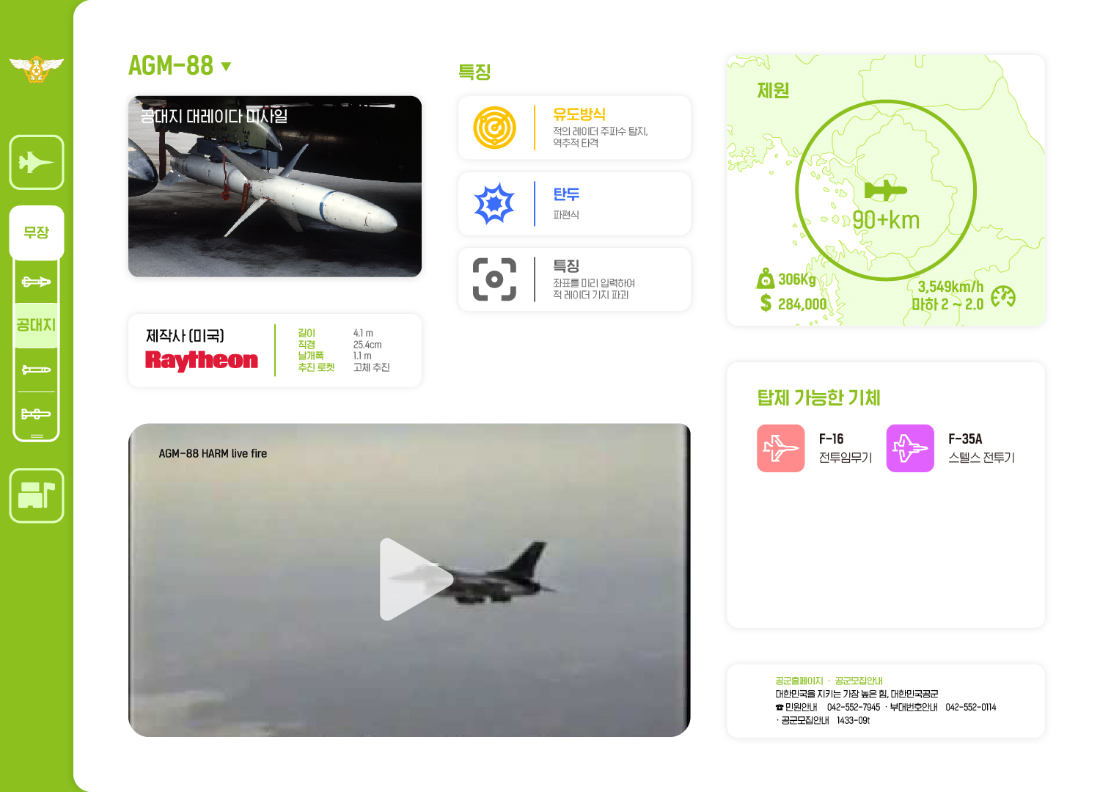 AGM-88 ▼
공대지 대레이다 미사일
제작사 (미국)
Raytheon
길이 4.1 m
직경 25.4cm
날개폭 1.1 m
추진 로켓 고체 추진
특징
유도방식
적의 레이더 주파수 탐지,
역추적 타격
탄두
파편식
특징
좌표를 미리 입력하여
적 레이더 기지 파괴
제원
90+km
306Kg
$ 284,000
3,549km/h
마하 2 ~ 2.0
탑제 가능한 기체
F-16
전투임무기
F-35A
스텔스 전투기
무장
공대지
AGM-88 HARM live fire
공군홈페이지 · 공군모집안내
대한민국을 지키는 가장 높은 힘, 대한민국공군
☎ 민원안내 042-552-7945 · 부대번호안내 042-552-0114
· 공군모집안내 1433-09t